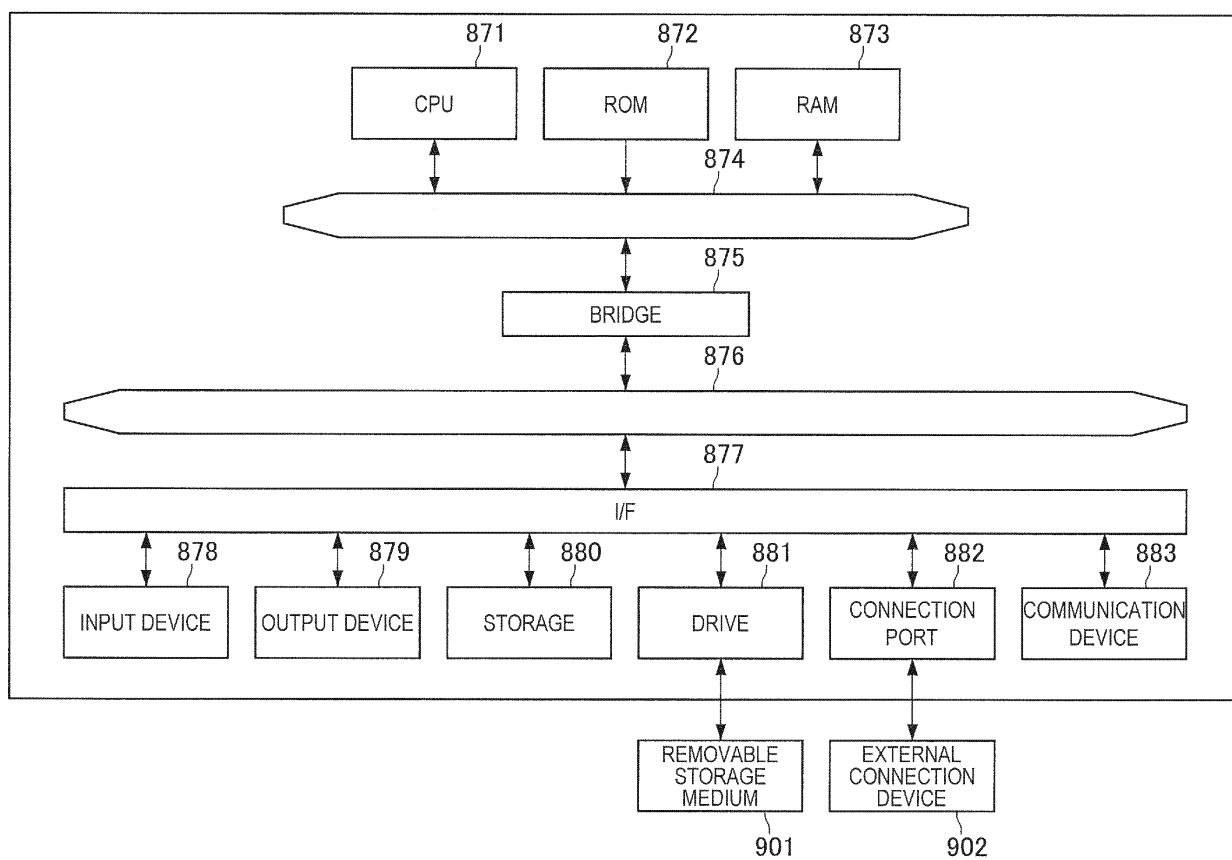 871
872
873
CPU
ROM
RAM
874
875
BRIDGE
876
877
I/F
878
879
880
881
882
883
INPUT DEVICE
OUTPUT DEVICE
STORAGE
DRIVE
CONNECTION
PORT
COMMUNICATION
DEVICE
REMOVABLE
STORAGE
MEDIUM
EXTERNAL
CONNECTION
DEVICE
901
902